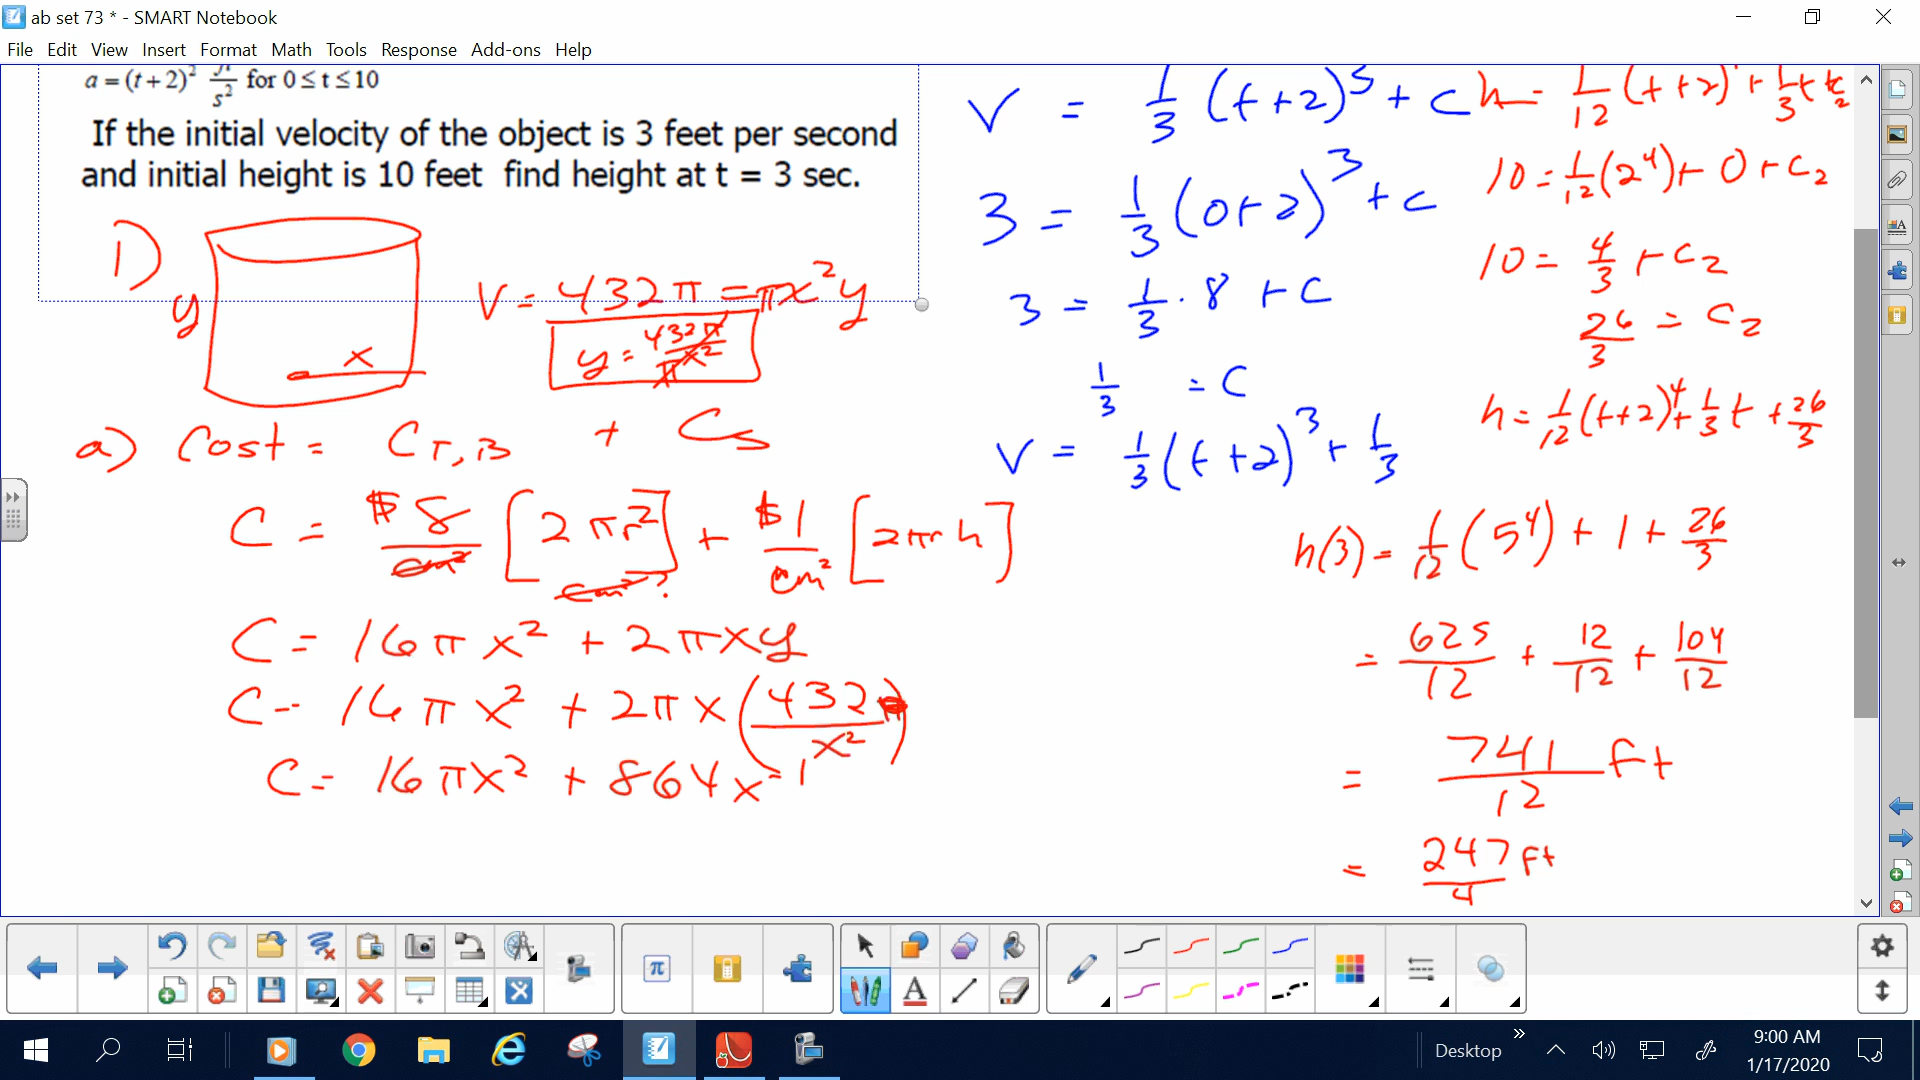 ab set 73 * - SMART Notebook
File Edit View Insert Format Math Tools Response Add-ons Help
a = (t + 2)² ft/s² for 0 ≤ t ≤ 10
If the initial velocity of the object is 3 feet per second
and initial height is 10 feet find height at t = 3 sec.
1)
y
x
V = 432π = πx²y
y = 432π/πx²
a) Cost = C_T,B + C_S
C = $8/cm² [2πr²] cm² ? + $1/cm² [2πrh]
C = 16πx² + 2πxy
C = 16πx² + 2πx (432/x²)
C = 16πx² + 864x⁻¹
V = 1/3 (t+2)³ + C
3 = 1/3 (0+2)³ + C
3 = 1/3 · 8 + C
1/3 = C
V = 1/3 (t+2)³ + 1/3
h = 1/12 (t+2)⁴ + 1/3 t + C₂
10 = 1/12 (2⁴) + 0 + C₂
10 = 4/3 + C₂
26/3 = C₂
h = 1/12 (t+2)⁴ + 1/3 t + 26/3
h(3) = 1/12 (5⁴) + 1 + 26/3
= 625/12 + 12/12 + 104/12
= 741/12 ft
= 247/4 ft
Desktop
9:00 AM
1/17/2020